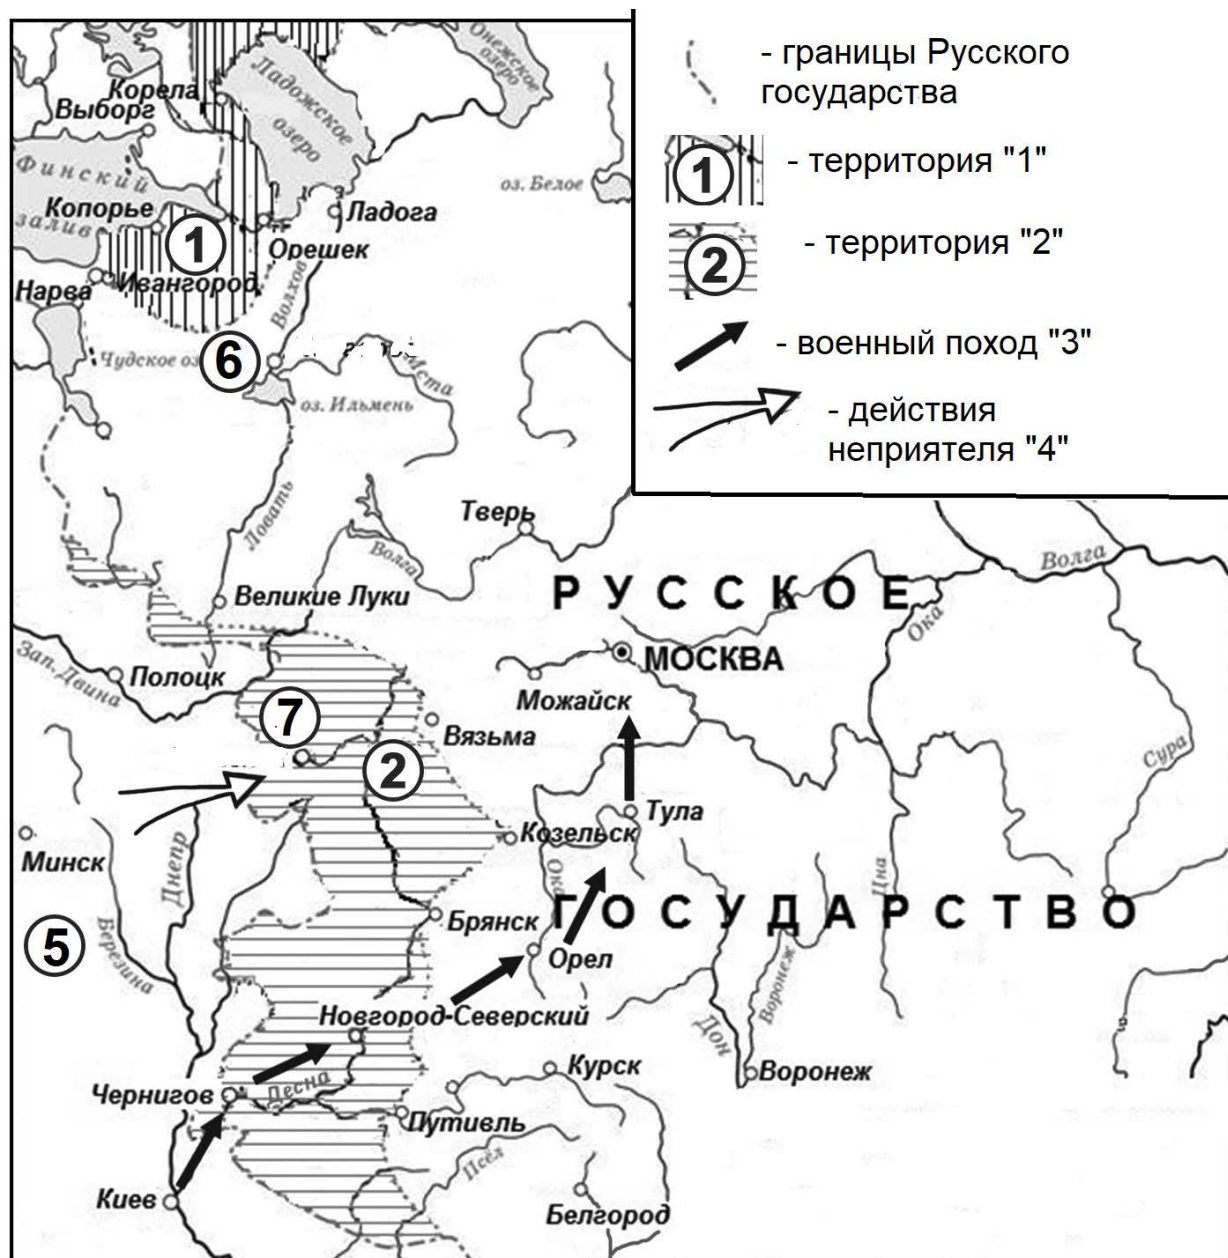 - границы Русского
государства
1
- территория "1"
2
- территория "2"
- военный поход "3"
- действия
неприятеля "4"
Онежское
озеро
Корела
Выборг
Ладожское
озеро
Финский
залив
оз. Белое
Копорье
Ладога
1
Орешек
Нарва
Ивангород
Волхов
Чудское оз
6
Мста
оз. Ильмень
Ловать
Тверь
Волга
Волга
Великие Луки
РУССКОЕ
Ока
Зап. Двина
Полоцк
МОСКВА
Можайск
7
Вязьма
2
Сура
Тула
Козельск
Минск
Днепр
Ока
Цна
ГОСУДАРСТВО
Брянск
5
Березина
Орел
Воронеж
Новгород-Северский
Дон
Курск
Воронеж
Чернигов
Десна
Путивль
Псёл
Киев
Белгород